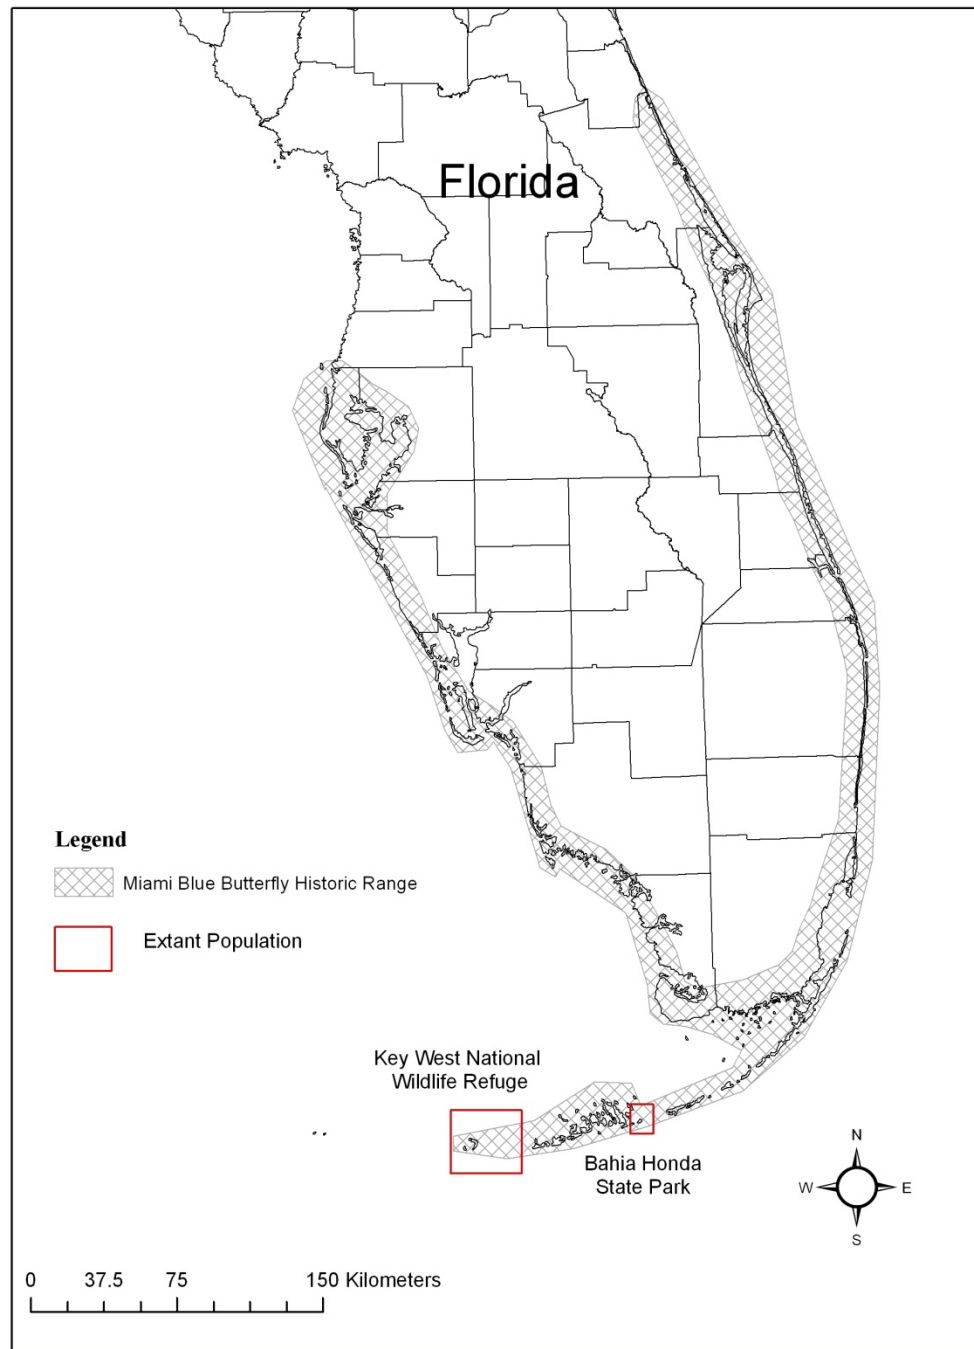 Florida
Legend
Miami Blue Butterfly Historic Range
Extant Population
Key West National
Wildlife Refuge
Bahia Honda
State Park
N
W E
S
0 37.5 75 150 Kilometers